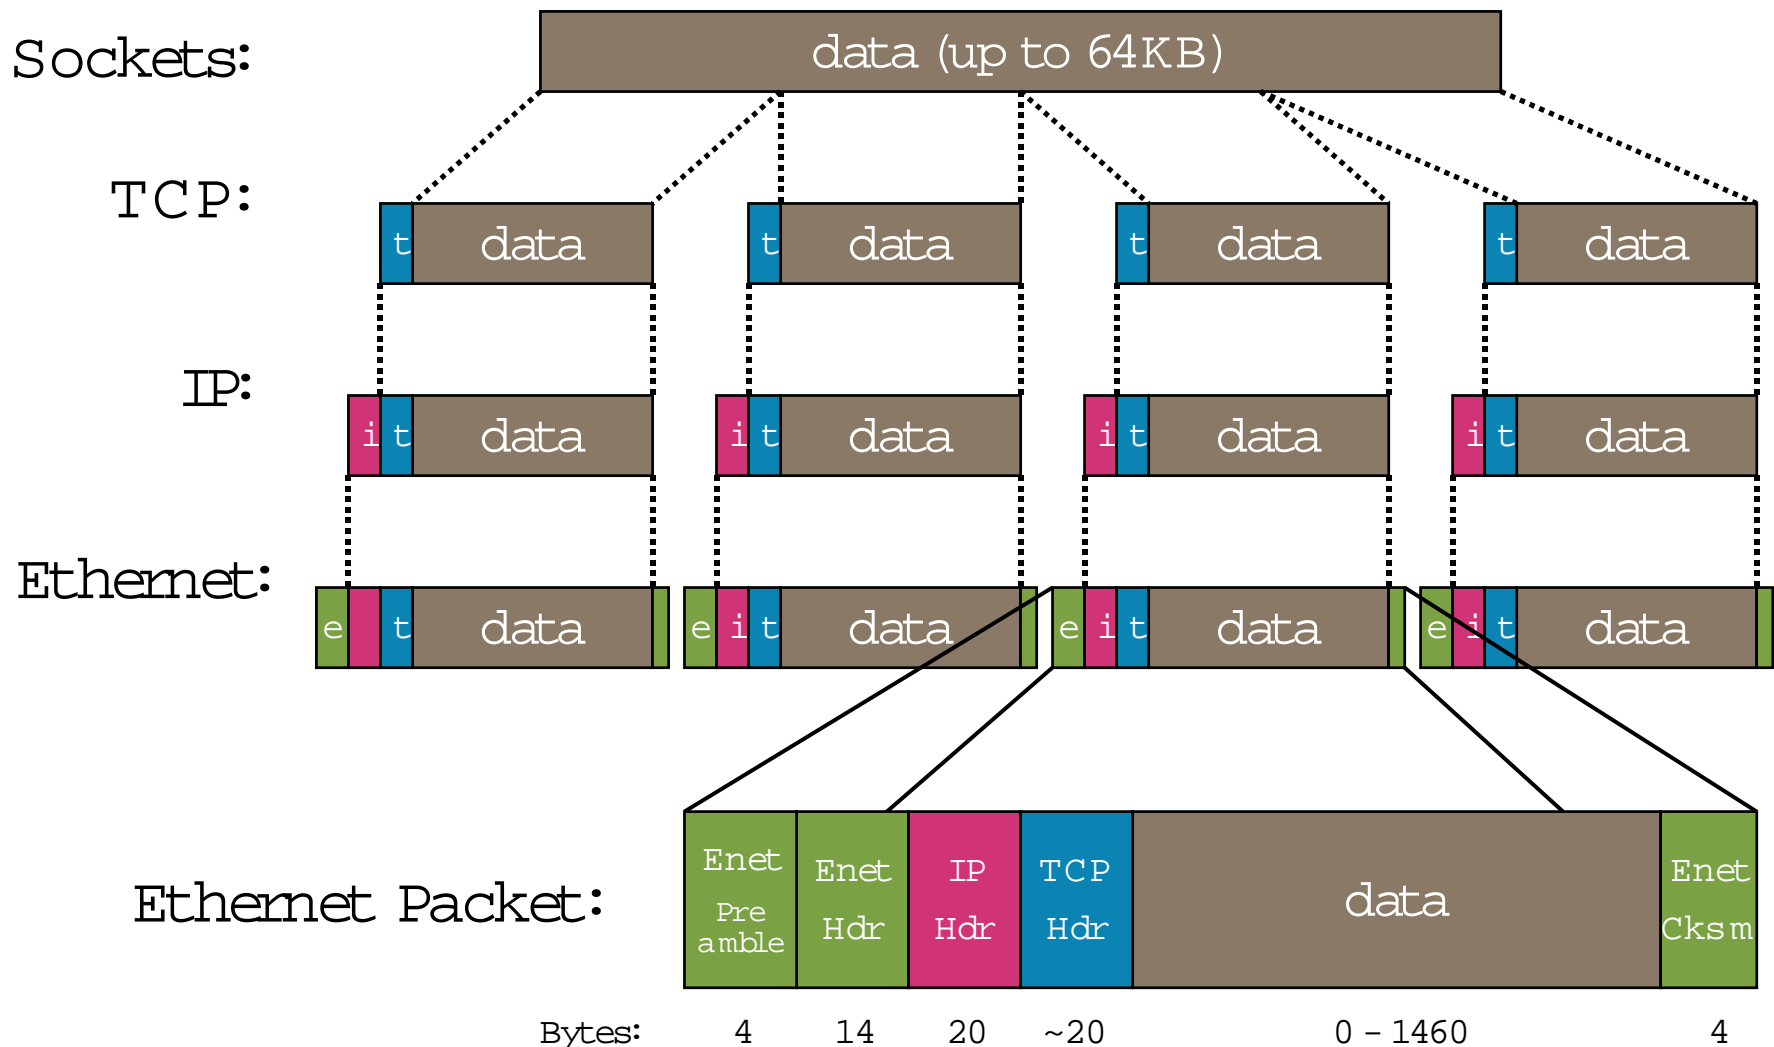 Sockets:
data (up to 64KB)
TCP:
t data t data t data t data
IP:
i t data i t data i t data i t data
Ethernet:
e t data e i t data e i t data e i t data
Ethernet Packet:
Enet Pre amble
Enet Hdr
IP Hdr
TCP Hdr
data
Enet Cksm
Bytes: 4 14 20 ~20 0 - 1460 4